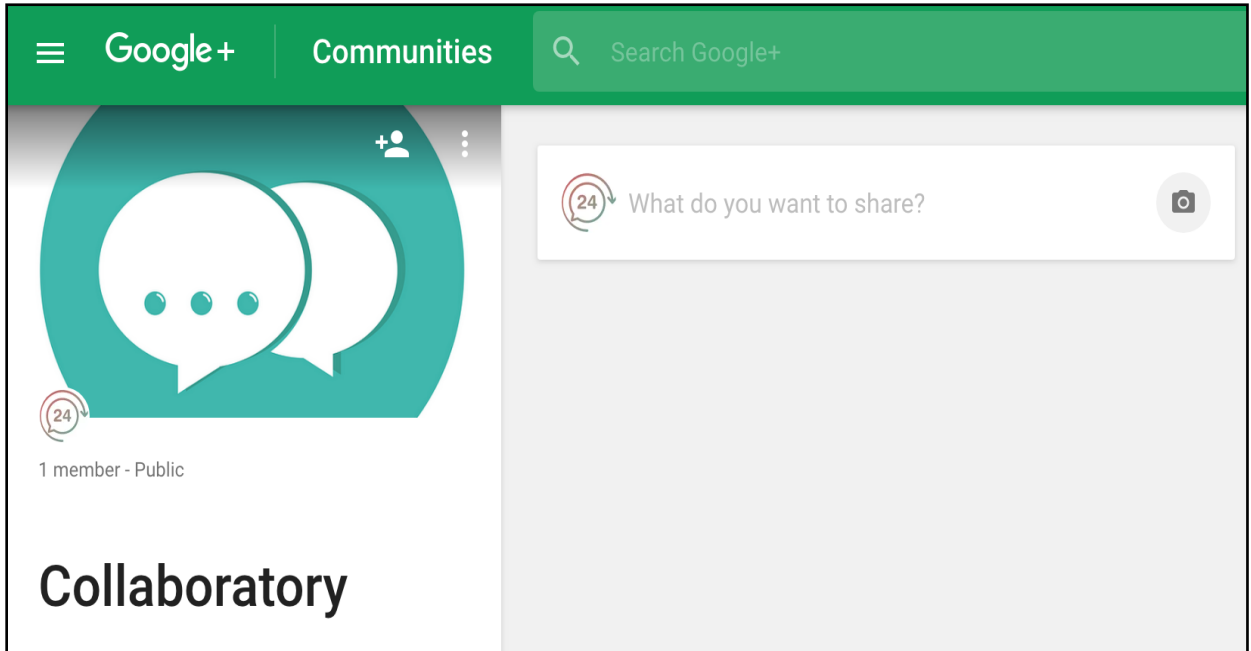 Google+ Communities Search Google+
24 What do you want to share?
24
1 member - Public
Collaboratory